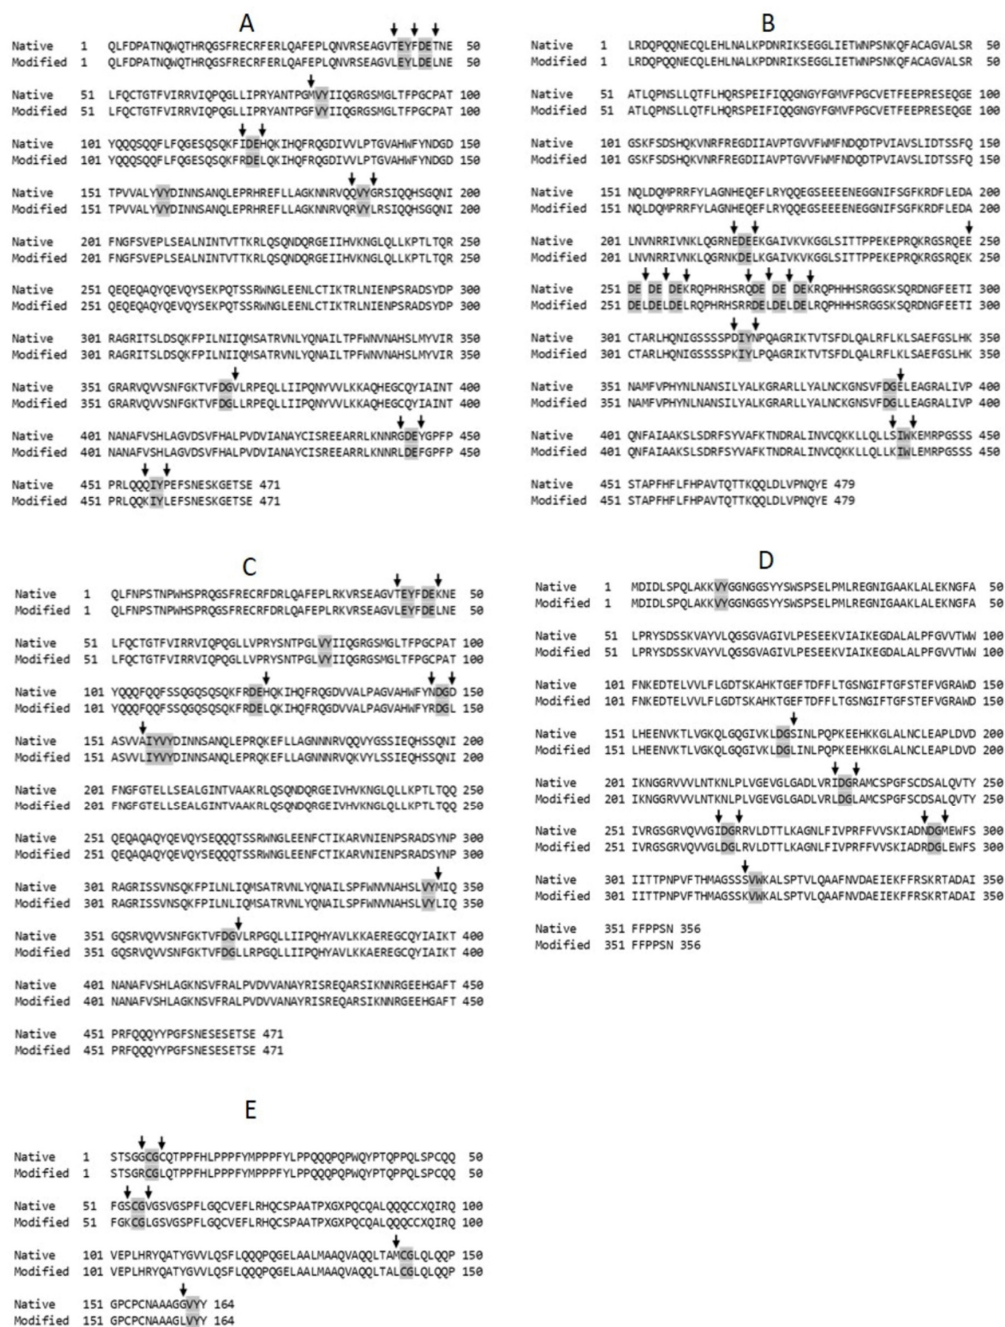 A
Native 1 QLFDPATNQWQTHRQGSFRECRFERLQAFEPLQNVRSEAGVTEYFDETNE 50
Modified 1 QLFDPATNQWQTHRQGSFRECRFERLQAFEPLQNVRSEAGVLEYLDELNE 50
Native 51 LFQCTGTFVIRRVIQPQGLLIPRYANTPGMVYIIQGRGSMGLTFPGCPAT 100
Modified 51 LFQCTGTFVIRRVIQPQGLLIPRYANTPGFVYIIQGRGSMGLTFPGCPAT 100
Native 101 YQQQSQQFLFQGESQSQKFIDEHQKIHQFRQGDIVVLPTGVAHWFYNDGD 150
Modified 101 YQQQSQQFLFQGESQSQKFRDELQKIHQFRQGDIVVLPTGVAHWFYNDGD 150
Native 151 TPVVALYVYDINNSANQLEPRHREFLLAGKNNRVQQVYGRSIQQHSGQNI 200
Modified 151 TPVVALYVYDINNSANQLEPRHREFLLAGKNNRVQRVYLRSIQQHSGQNI 200
Native 201 FNGFSVEPLSEALNINTVTTKRLQSQNDQRGEIIHVKNGLQLLKPTLTQR 250
Modified 201 FNGFSVEPLSEALNINTVTTKRLQSQNDQRGEIIHVKNGLQLLKPTLTQR 250
Native 251 QEQEQAQYQEVQYSEKPQTSSRWNGLEENLCTIKTRLNIENPSRADSYDP 300
Modified 251 QEQEQAQYQEVQYSEKPQTSSRWNGLEENLCTIKTRLNIENPSRADSYDP 300
Native 301 RAGRITSLDSQKFPILNIIQMSATRVNLYQNAILTPFWNVNAHSLMYVIR 350
Modified 301 RAGRITSLDSQKFPILNIIQMSATRVNLYQNAILTPFWNVNAHSLMYVIR 350
Native 351 GRARVQVVSNFGKTVFDGVLRPEQLLIIPQNYVVLKKAQHEGCQYIAINT 400
Modified 351 GRARVQVVSNFGKTVFDGLLRPEQLLIIPQNYVVLKKAQHEGCQYIAINT 400
Native 401 NANAFVSHLAGVDSVFHALPVDVIANAYCISREEARRLKNNRGDEYGPFP 450
Modified 401 NANAFVSHLAGVDSVFHALPVDVIANAYCISREEARRLKNNRLDEFGPFP 450
Native 451 PRLQQQIYPEFSNESKGETSE 471
Modified 451 PRLQQKIYLEFSNESKGETSE 471
B
Native 1 LRDQPQQNECQLEHLNALKPDNRIKSEGGLIETWNPSNKQFACAGVALSR 50
Modified 1 LRDQPQQNECQLEHLNALKPDNRIKSEGGLIETWNPSNKQFACAGVALSR 50
Native 51 ATLQPNSLLQTFLHQRSPEIFIIQQGNGYFGMVFPGCVETFEEPRESEQGE 100
Modified 51 ATLQPNSLLQTFLHQRSPEIFIIQQGNGYFGMVFPGCVETFEEPRESEQGE 100
Native 101 GSKFSDSHQKVNRFREGDIIAVPTGVVFWMFNDQDTPVIAVSLIDTSSFQ 150
Modified 101 GSKFSDSHQKVNRFREGDIIAVPTGVVFWMFNDQDTPVIAVSLIDTSSFQ 150
Native 151 NQLDQMPRRFYLAGNHEQEFLRYQQEGSEEEENEGGNIFSGFKRDFLEDA 200
Modified 151 NQLDQMPRRFYLAGNHEQEFLRYQQEGSEEEENEGGNIFSGFKRDFLEDA 200
Native 201 LNVNRRIVNKLQGRNEDEEKGAIVKVKGGLSITTPPEKEPRQKRGSRQEE 250
Modified 201 LNVNRRIVNKLQGRNKDELKGAIVKVKGGLSITTPPEKEPRQKRGSRQEK 250
Native 251 DEDEDEDEKRQPHRHSRQDEDEDEKRQPHHHSRGGSKSQRDNGFEETI 300
Modified 251 DELDELDELKRQPHRHSRDELDELDELRQPHHHSRGGSKSQRDNGFEETI 300
Native 301 CTARLHQNIGSSSSPDIYNPQAGRIKTVTSFDLQALRFLKLSAEFGSLHK 350
Modified 301 CTARLHQNIGSSSSPKIYLPQAGRIKTVTSFDLQALRFLKLSAEFGSLHK 350
Native 351 NAMFVPHYNLNANSILYALKGRARLLYALNCKGNSVFDGELEAGRALIVP 400
Modified 351 NAMFVPHYNLNANSILYALKGRARLLYALNCKGNSVFDGLLEAGRALIVP 400
Native 401 QNFAIAAKSLSDRFSYVAFKTNDRALINVCQKKLLQLLSIWKEMRPGSSS 450
Modified 401 QNFAIAAKSLSDRFSYVAFKTNDRALINVCQKKLLQLLKIWLEMRPGSSS 450
Native 451 STAPFHFLFHPAVTQTTKQQLDLVPNQYE 479
Modified 451 STAPFHFLFHPAVTQTTKQQLDLVPNQYE 479
C
Native 1 QLFNPSTNPWHSPRQGSFRECRFDRLQAFEPLRKVRSEAGVTEYFDEKNE 50
Modified 1 QLFNPSTNPWHSPRQGSFRECRFDRLQAFEPLRKVRSEAGVLEYFDELNE 50
Native 51 LFQCTGTFVIRRVIQPQGLLVPRYSNTPGLVYIIQGRGSMGLTFPGCPAT 100
Modified 51 LFQCTGTFVIRRVIQPQGLLVPRYSNTPGLVYIIQGRGSMGLTFPGCPAT 100
Native 101 YQQQFQQFSSQGQSQSQKFRDEHQKIHQFRQGDVVALPAGVAHWFYNDGD 150
Modified 101 YQQQFQQFSSQGQSQSQKFRDELQKIHQFRQGDVVALPAGVAHWFYRDGL 150
Native 151 ASVVAIYVYDINNSANQLEPRQKEFLLAGNNNRVQQVYGSSIEQHSSQNI 200
Modified 151 ASVVLIYVYDINNSANQLEPRQKEFLLAGNNNRVQKVYLSSIEQHSSQNI 200
Native 201 FNGFGTELLSEALGINTVAAKRLQSQNDQRGEIVHVKNGLQLLKPTLTQQ 250
Modified 201 FNGFGTELLSEALGINTVAAKRLQSQNDQRGEIVHVKNGLQLLKPTLTQQ 250
Native 251 QEQAQAQYQEVQYSEQQQTSSRWNGLEENFCTIKARVNIENPSRADSYNP 300
Modified 251 QEQAQAQYQEVQYSEQQQTSSRWNGLEENFCTIKARVNIENPSRADSYNP 300
Native 301 RAGRISSVNSQKFPILNLIQMSATRVNLYQNAILSPFWNVNAHSLVYMIQ 350
Modified 301 RAGRISSVNSQKFPILNLIQMSATRVNLYQNAILSPFWNVNAHSLVYLIQ 350
Native 351 GQSRVQVVSNFGKTVFDGVLRPGQLLIIPQHYAVLKKAEREGCQYIAIKT 400
Modified 351 GQSRVQVVSNFGKTVFDGLLRPGQLLIIPQHYAVLKKAEREGCQYIAIKT 400
Native 401 NANAFVSHLAGKNSVFRALPVDVVANAYRISREQARSIKNNRGEEHGAFT 450
Modified 401 NANAFVSHLAGKNSVFRALPVDVVANAYRISREQARSIKNNRGEEHGAFT 450
Native 451 PRFQQQYYPGFSNESESETSE 471
Modified 451 PRFQQQYYPGFSNESESETSE 471
D
Native 1 MDIDLSPQLAKKVYGGNGGSYYSWSPSELPMLREGNIGAAKLALEKNGFA 50
Modified 1 MDIDLSPQLAKKVYGGNGGSYYSWSPSELPMLREGNIGAAKLALEKNGFA 50
Native 51 LPRYSDSSKVAYVLQGSGVAGIVLPESEEKVIAIKEGDALALPFGVVTWW 100
Modified 51 LPRYSDSSKVAYVLQGSGVAGIVLPESEEKVIAIKEGDALALPFGVVTWW 100
Native 101 FNKEDTELVVLFLGDTSKAHKTGEFTDFFLTGSNGIFTGFSTEFVGRAWD 150
Modified 101 FNKEDTELVVLFLGDTSKAHKTGEFTDFFLTGSNGIFTGFSTEFVGRAWD 150
Native 151 LHEENVKTLVGKQLGQGIVKLDGSINLPQPKEEHKKGLALNCLEAPLDVD 200
Modified 151 LHEENVKTLVGKQLGQGIVKLDGLINLPQPKEEHKKGLALNCLEAPLDVD 200
Native 201 IKNGGRVVVLNTKNLPLVGEVGLGADLVRIDGRAMCSPGFSCDSALQVTY 250
Modified 201 IKNGGRVVVLNTKNLPLVGEVGLGADLVRLDGLAMCSPGFSCDSALQVTY 250
Native 251 IVRGSGRVQVVGIDGRRVLDTTLKAGNLFIVPRFFVVSKIADNDGMEWFS 300
Modified 251 IVRGSGRVQVVGLDGLRVLDTTLKAGNLFIVPRFFVVSKIADRDGLEWFS 300
Native 301 IITTPNPVFTHMAGSSSVWKALSPTVLQAAFNVDAEIEKFFRSKRTADAI 350
Modified 301 IITTPNPVFTHMAGSSKVWKALSPTVLQAAFNVDAEIEKFFRSKRTADAI 350
Native 351 FFPPSN 356
Modified 351 FFPPSN 356
E
Native 1 STSGGCGCQTPPFHLPPPFYMPPPFYLPPQQQPQPWQYPTQPPQLSPCQQ 50
Modified 1 STSGRCGLQTPPFHLPPPFYMPPPFYLPPQQQPQPWQYPTQPPQLSPCQQ 50
Native 51 FGSCGVGSVGSPFLGQCVEFLRHQCSPAATPXGXPQCQALQQQCCXQIRQ 100
Modified 51 FGKCGLGSVGSPFLGQCVEFLRHQCSPAATPXGXPQCQALQQQCCXQIRQ 100
Native 101 VEPLHRYQATYGVVLQSFLQQQPQGELAALMAAQVAQQLTAMCGLQLQQP 150
Modified 101 VEPLHRYQATYGVVLQSFLQQQPQGELAALMAAQVAQQLTALCGLQLQQP 150
Native 151 GPCPCNAAAGGVYY 164
Modified 151 GPCPCNAAAGLVYY 164